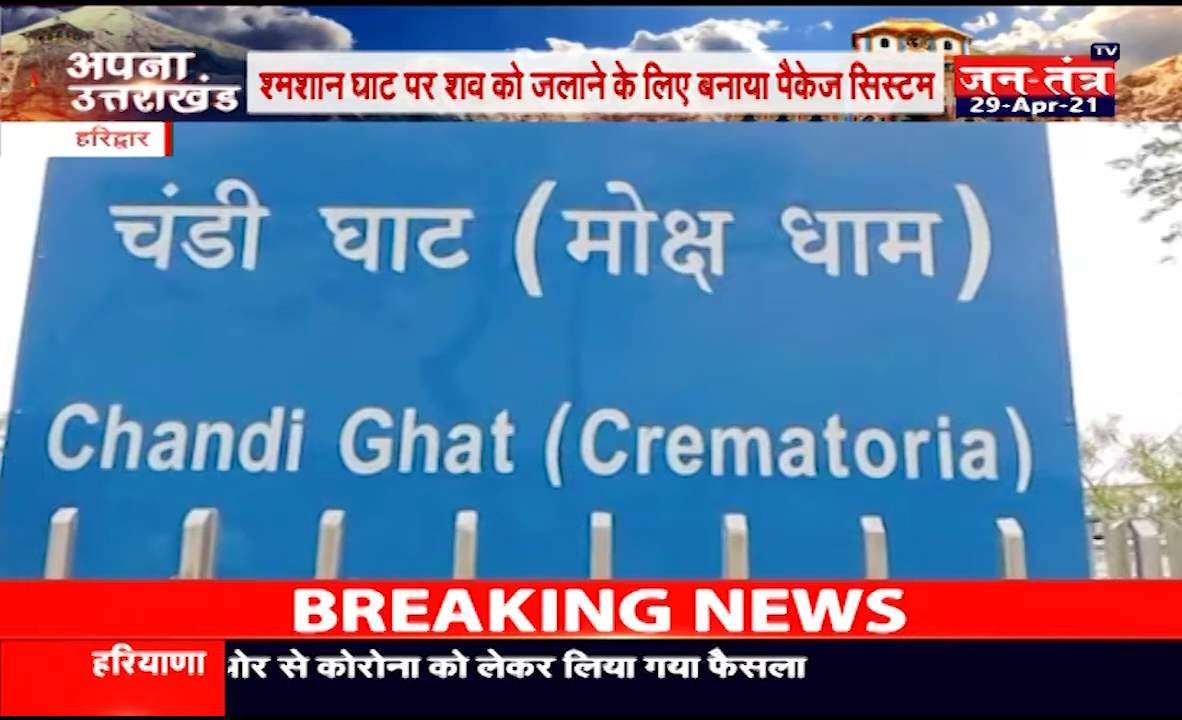 अपना
उत्तराखंड
श्मशान घाट पर शव को जलाने के लिए बनाया पैकेज सिस्टम
TV
जन-तंत्र
29-Apr-21
हरिद्वार
चंडी घाट (मोक्ष धाम)
Chandi Ghat (Crematoria)
BREAKING NEWS
हरियाणा
से कोरोना को लेकर लिया गया फैसला